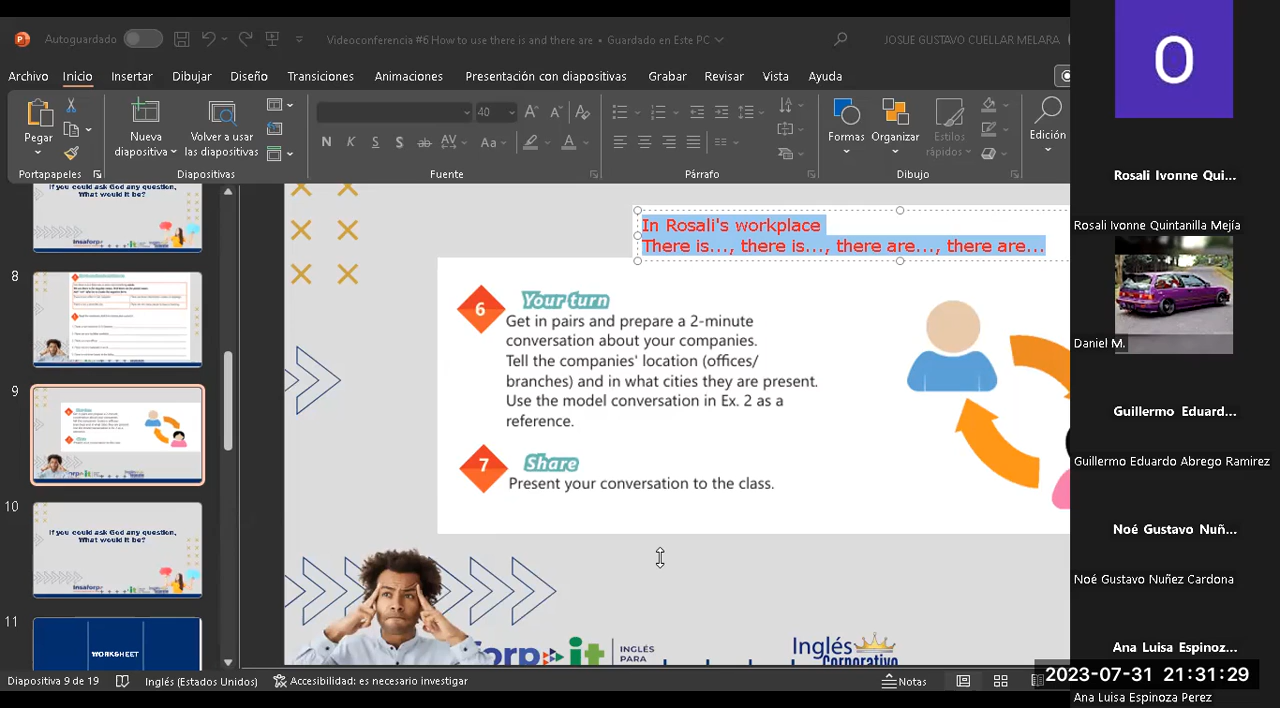 Autoguardado
Videoconferencia #6 How to use there is and there are • Guardado en Este PC
JOSUE GUSTAVO CUELLAR MELARA
Archivo Inicio Insertar Dibujar Diseño Transiciones Animaciones Presentación con diapositivas Grabar Revisar Vista Ayuda
Pegar
Nueva diapositiva
Volver a usar las diapositivas
40
N K S S ab AV Aa A
Formas Organizar Estilos rápidos Edición
Portapapeles Diapositivas Fuente Párrafo Dibujo
If you could ask God any question,
What would it be?
Insaforp
8
9
10
If you could ask God any question,
What would it be?
Insaforp
11
WORKSHEET
In Rosali's workplace
There is..., there is..., there are..., there are...
6 Your turn
Get in pairs and prepare a 2-minute
conversation about your companies.
Tell the companies' location (offices/
branches) and in what cities they are present.
Use the model conversation in Ex. 2 as a
reference.
7 Share
Present your conversation to the class.
orp it
INGLÉS
PARA
Inglés
Corporativo
O
Rosali Ivonne Qui...
Rosali Ivonne Quintanilla Mejía
Daniel M.
Guillermo Eduard...
Guillermo Eduardo Abrego Ramirez
Noé Gustavo Nuñ...
Noé Gustavo Nuñez Cardona
Ana Luisa Espinoz...
Ana Luisa Espinoza Perez
2023-07-31 21:31:29
Diapositiva 9 de 19 Inglés (Estados Unidos) Accesibilidad: es necesario investigar Notas